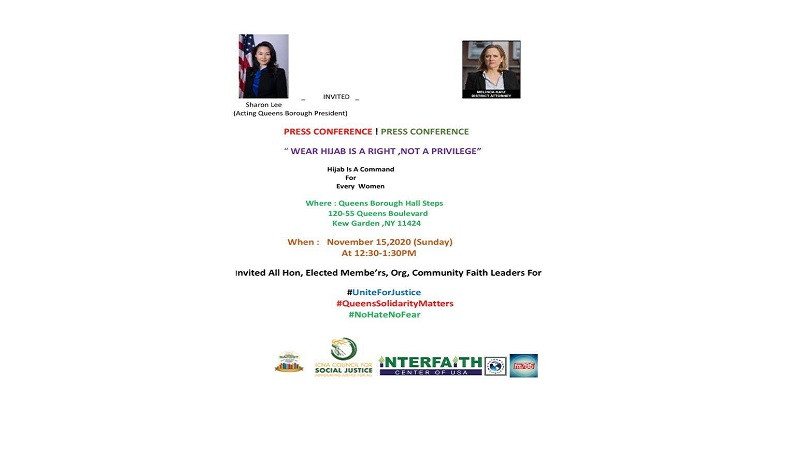 _ INVITED _
MELINDA KATZ
DISTRICT ATTORNEY
Sharon Lee
(Acting Queens Borough President)
PRESS CONFERENCE ! PRESS CONFERENCE
“ WEAR HIJAB IS A RIGHT ,NOT A PRIVILEGE”
Hijab Is A Command
For
Every Women
Where : Queens Borough Hall Steps
120-55 Queens Boulevard
Kew Garden ,NY 11424
When : November 15,2020 (Sunday)
At 12:30-1:30PM
Invited All Hon, Elected Membe’rs, Org, Community Faith Leaders For
#UniteForJustice
#QueensSolidarityMatters
#NoHateNoFear
ICNA COUNCIL FOR
SOCIAL JUSTICE
INTERFAITH
CENTER OF USA